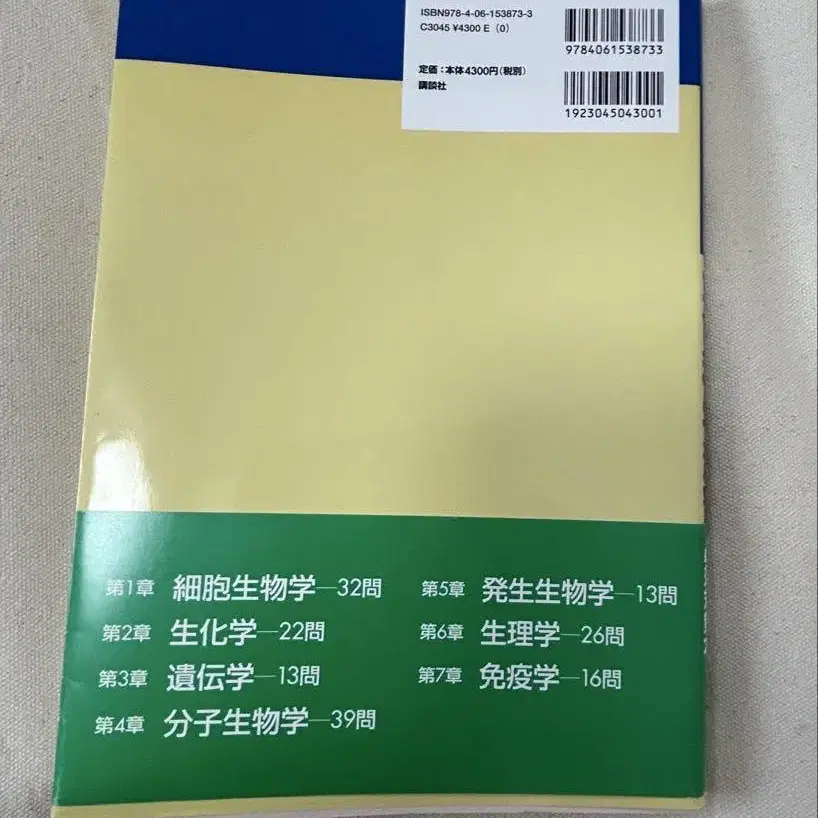 ISBN978-4-06-153873-3
C3045 ¥4300 E (0)
定価：本体4300円(税別)
講談社
9784061538733
1923045043001
第1章 細胞生物学—32問
第2章 生化学—22問
第3章 遺伝学—13問
第4章 分子生物学—39問
第5章 発生生物学—13問
第6章 生理学—26問
第7章 免疫学—16問